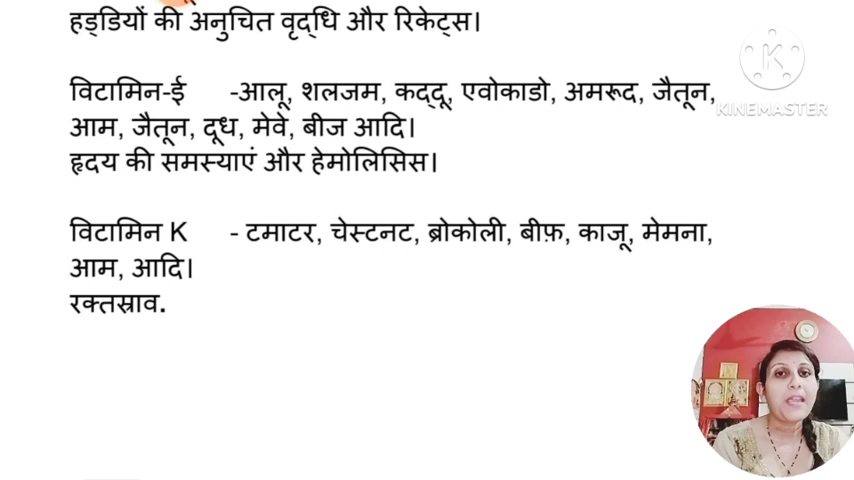 हड्डियों की अनुचित वृद्धि और रिकेट्स।
विटामिन-ई -आलू, शलजम, कद्दू, एवोकाडो, अमरूद, जैतून,
आम, जैतून, दूध, मेवे, बीज आदि।
हृदय की समस्याएं और हेमोलिसिस।
विटामिन K - टमाटर, चेस्टनट, ब्रोकोली, बीफ़, काजू, मेमना,
आम, आदि।
रक्तस्राव.
K
KINEMASTER